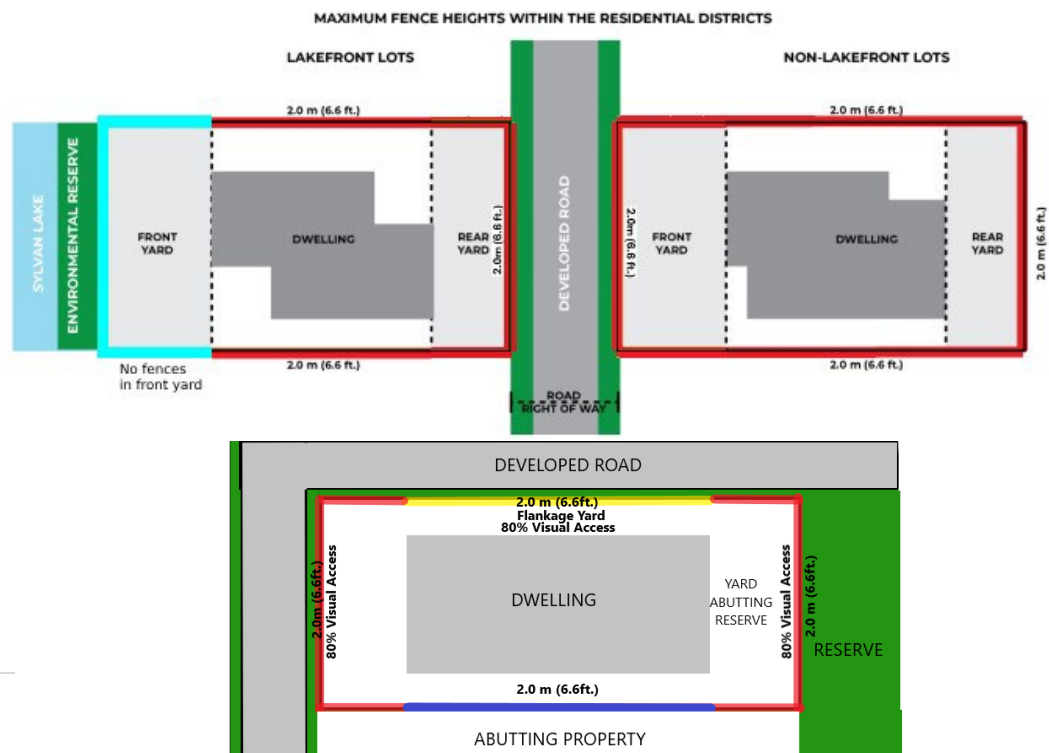 MAXIMUM FENCE HEIGHTS WITHIN THE RESIDENTIAL DISTRICTS
LAKEFRONT LOTS
NON-LAKEFRONT LOTS
2.0 m (6.6 ft.)
2.0 m (6.6 ft.)
SYLVAN LAKE
ENVIRONMENTAL RESERVE
FRONT
YARD
DWELLING
REAR
YARD
2.0m (6.6 ft.)
DEVELOPED ROAD
2.0m (6.6 ft.)
FRONT
YARD
DWELLING
REAR
YARD
2.0 m (6.6 ft.)
No fences
in front yard
2.0 m (6.6 ft.)
2.0 m (6.6 ft.)
ROAD
RIGHT OF WAY
DEVELOPED ROAD
2.0 m (6.6ft.)
Flankage Yard
80% Visual Access
2.0m (6.6ft.)
80% Visual Access
DWELLING
YARD
ABUTTING
RESERVE
80% Visual Access
2.0 m (6.6ft.)
RESERVE
2.0 m (6.6ft.)
ABUTTING PROPERTY